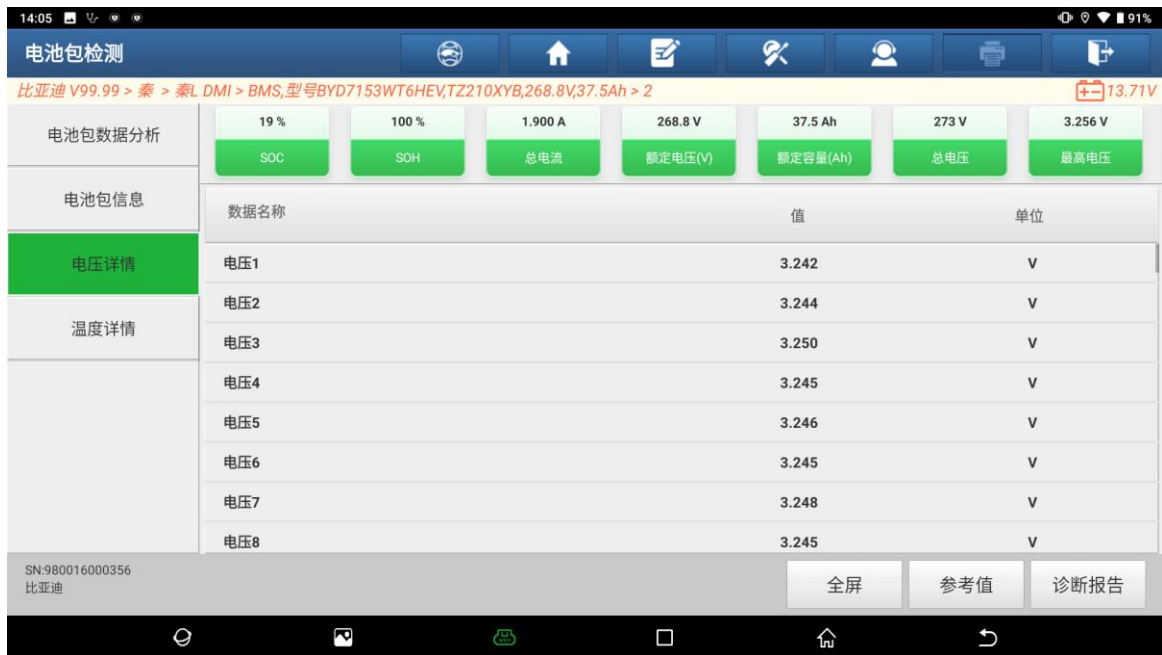 14:05
91%
电池包检测
比亚迪 V99.99 > 秦 > 秦L DMI > BMS,型号BYD7153WT6HEV,TZ210XYB,268.8V,37.5Ah > 2
13.71V
电池包数据分析
电池包信息
电压详情
温度详情
19 % 100 % 1.900 A 268.8 V 37.5 Ah 273 V 3.256 V
SOC SOH 总电流 额定电压(V) 额定容量(Ah) 总电压 最高电压
数据名称 值 单位
电压1 3.242 V
电压2 3.244 V
电压3 3.250 V
电压4 3.245 V
电压5 3.246 V
电压6 3.245 V
电压7 3.248 V
电压8 3.245 V
SN:980016000356
比亚迪
全屏 参考值 诊断报告